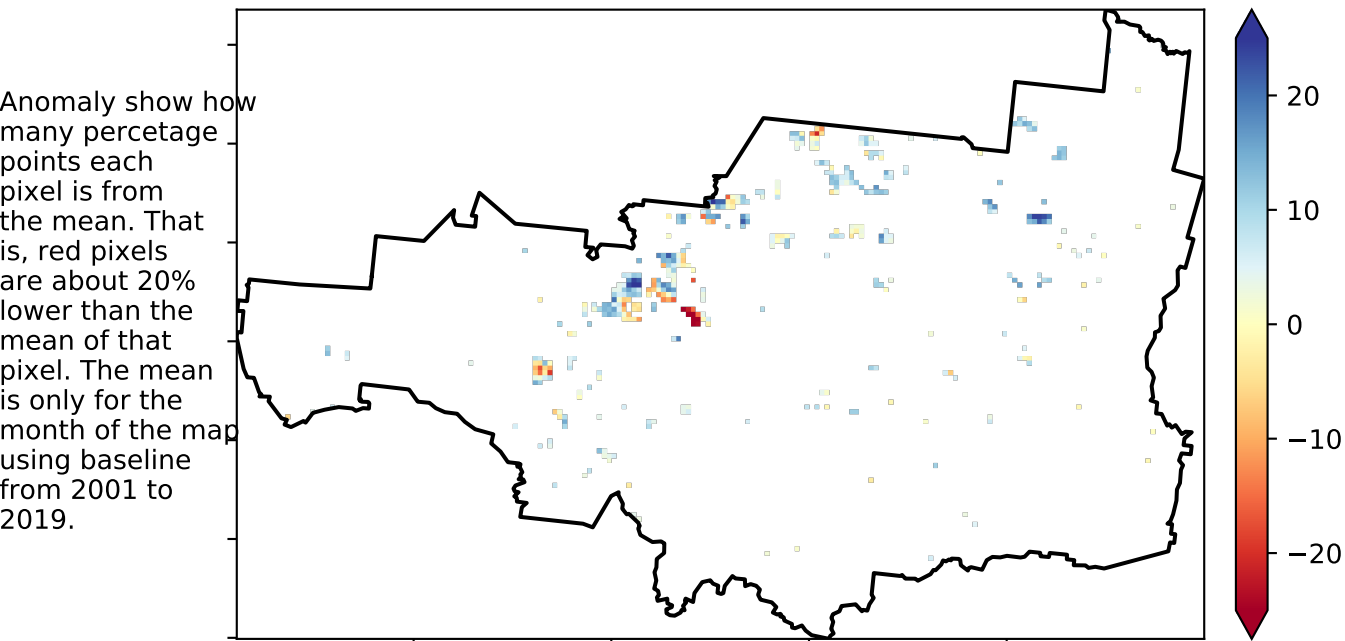 Anomaly show how
many percetage
points each
pixel is from
the mean. That
is, red pixels
are about 20%
lower than the
mean of that
pixel. The mean
is only for the
month of the map
using baseline
from 2001 to
2019.
20
10
0
−10
−20